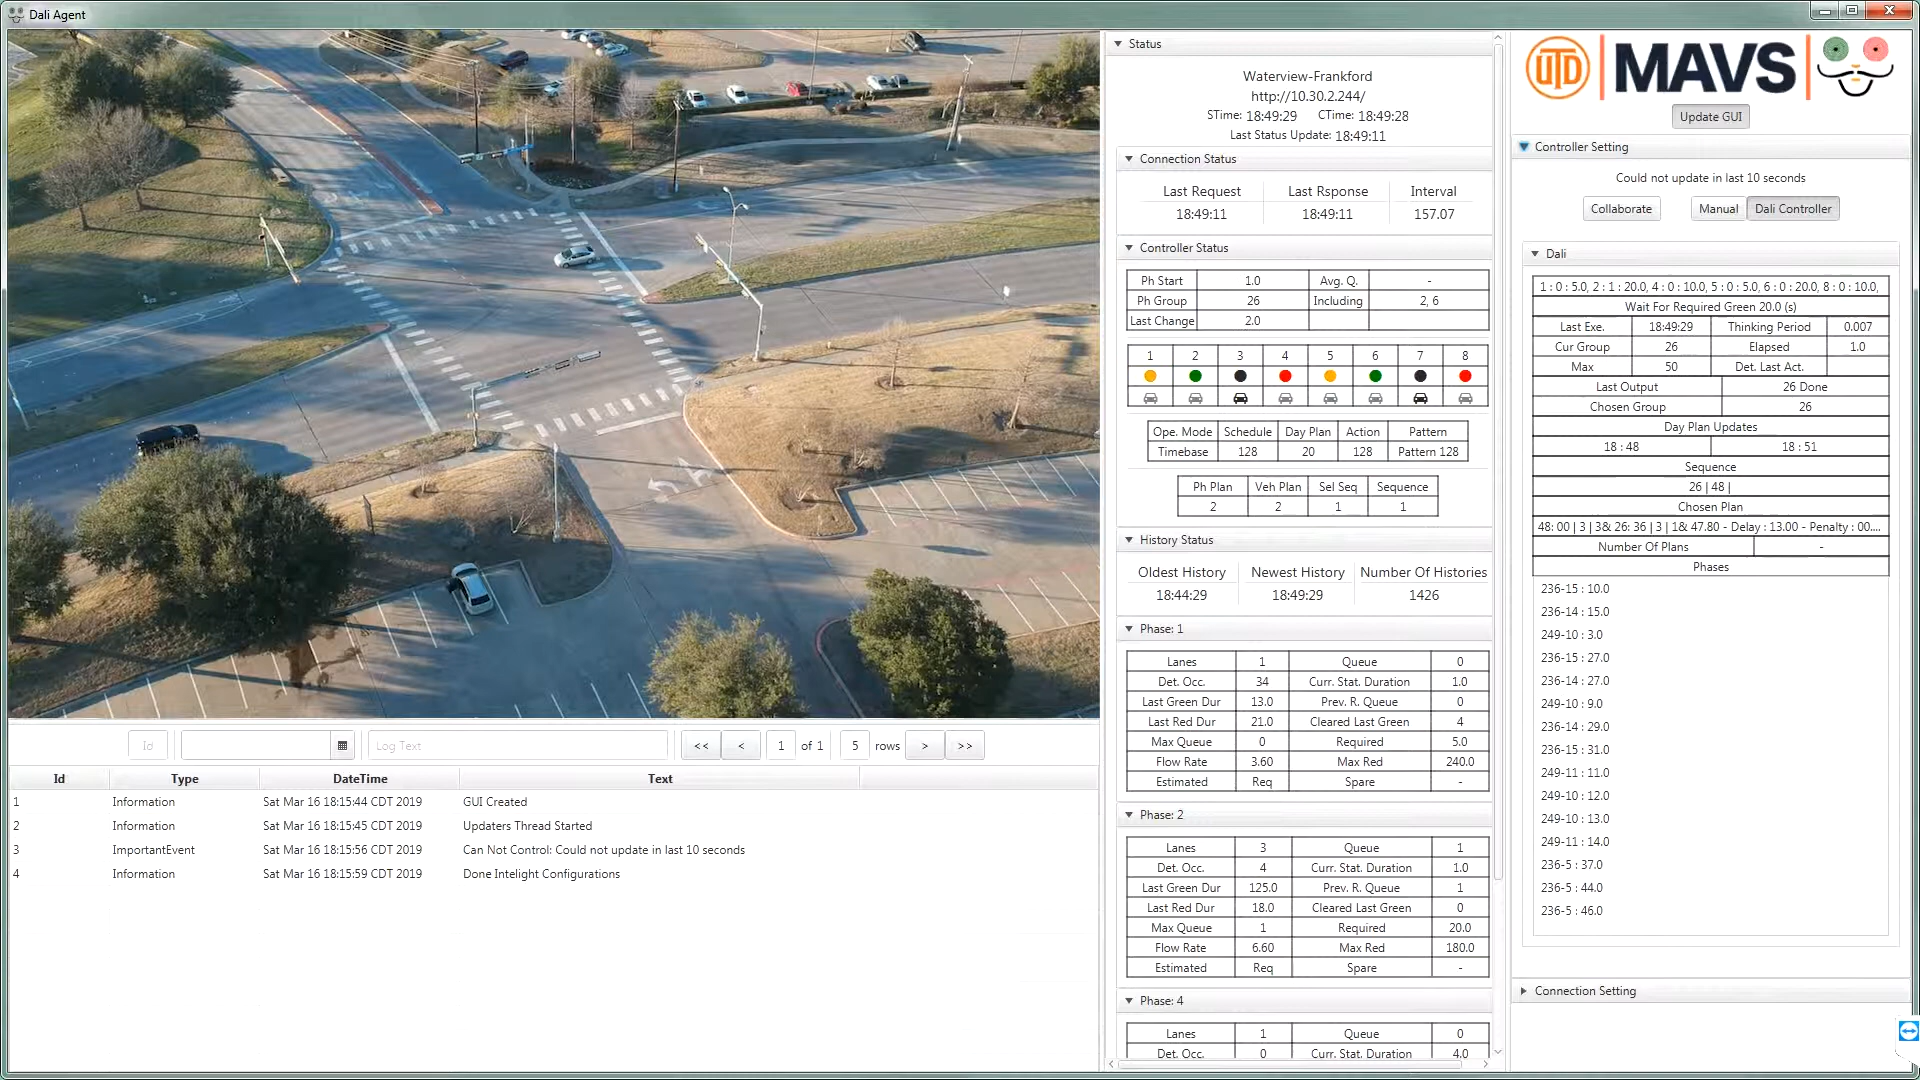 Dali Agent
Id
Log Text
<<
<
1
of 1
5
rows
>
>>
Id Type DateTime Text
1 Information Sat Mar 16 18:15:44 CDT 2019 GUI Created
2 Information Sat Mar 16 18:15:45 CDT 2019 Updaters Thread Started
3 ImportantEvent Sat Mar 16 18:15:56 CDT 2019 Can Not Control: Could not update in last 10 seconds
4 Information Sat Mar 16 18:15:59 CDT 2019 Done Intelight Configurations
Status
Waterview-Frankford
http://10.30.2.244/
STime: 18:49:29 CTime: 18:49:28
Last Status Update: 18:49:11
Connection Status
Last Request Last Rsponse Interval
18:49:11 18:49:11 157.07
Controller Status
Ph Start 1.0 Avg. Q. -
Ph Group 26 Including 2, 6
Last Change 2.0
1 2 3 4 5 6 7 8
Ope. Mode Schedule Day Plan Action Pattern
Timebase 128 20 128 Pattern 128
Ph Plan Veh Plan Sel Seq Sequence
2 2 1 1
History Status
Oldest History Newest History Number Of Histories
18:44:29 18:49:29 1426
Phase: 1
Lanes 1 Queue 0
Det. Occ. 34 Curr. Stat. Duration 1.0
Last Green Dur 13.0 Prev. R. Queue 0
Last Red Dur 21.0 Cleared Last Green 4
Max Queue 0 Required 5.0
Flow Rate 3.60 Max Red 240.0
Estimated Req Spare -
Phase: 2
Lanes 3 Queue 1
Det. Occ. 4 Curr. Stat. Duration 1.0
Last Green Dur 125.0 Prev. R. Queue 1
Last Red Dur 18.0 Cleared Last Green 0
Max Queue 1 Required 20.0
Flow Rate 6.60 Max Red 180.0
Estimated Req Spare -
Phase: 4
Lanes 1 Queue 0
Det. Occ. 0 Curr. Stat. Duration 4.0
UTD MAVS
Update GUI
Controller Setting
Could not update in last 10 seconds
Collaborate Manual Dali Controller
Dali
1 : 0 : 5.0, 2 : 1 : 20.0, 4 : 0 : 10.0, 5 : 0 : 5.0, 6 : 0 : 20.0, 8 : 0 : 10.0,
Wait For Required Green 20.0 (s)
Last Exe. 18:49:29 Thinking Period 0.007
Cur Group 26 Elapsed 1.0
Max 50 Det. Last Act.
Last Output 26 Done
Chosen Group 26
Day Plan Updates
18 : 48 18 : 51
Sequence
26 | 48 |
Chosen Plan
48: 00 | 3 | 3& 26: 36 | 3 | 1& 47.80 - Delay : 13.00 - Penalty : 00....
Number Of Plans -
Phases
236-15 : 10.0
236-14 : 15.0
249-10 : 3.0
236-15 : 27.0
236-14 : 27.0
249-10 : 9.0
236-14 : 29.0
236-15 : 31.0
249-11 : 11.0
249-10 : 12.0
249-10 : 13.0
249-11 : 14.0
236-5 : 37.0
236-5 : 44.0
236-5 : 46.0
Connection Setting